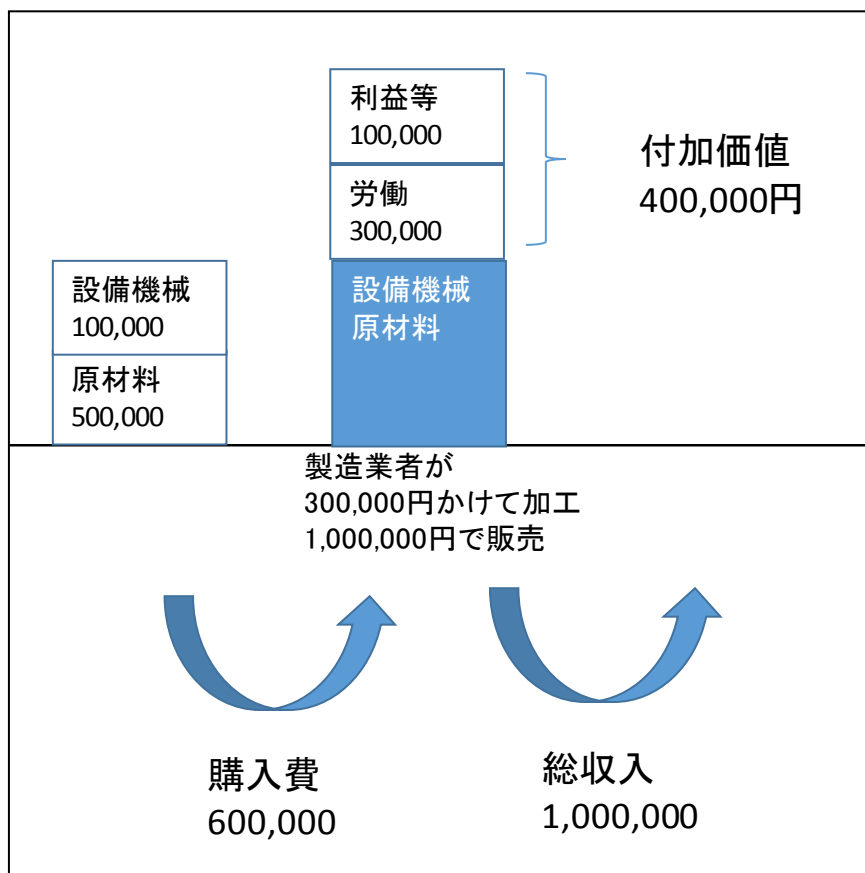 利益等
100,000
労働
300,000
付加価値
400,000円
設備機械
100,000
原材料
500,000
設備機械
原材料
製造業者が
300,000円かけて加工
1,000,000円で販売
購入費
600,000
総収入
1,000,000